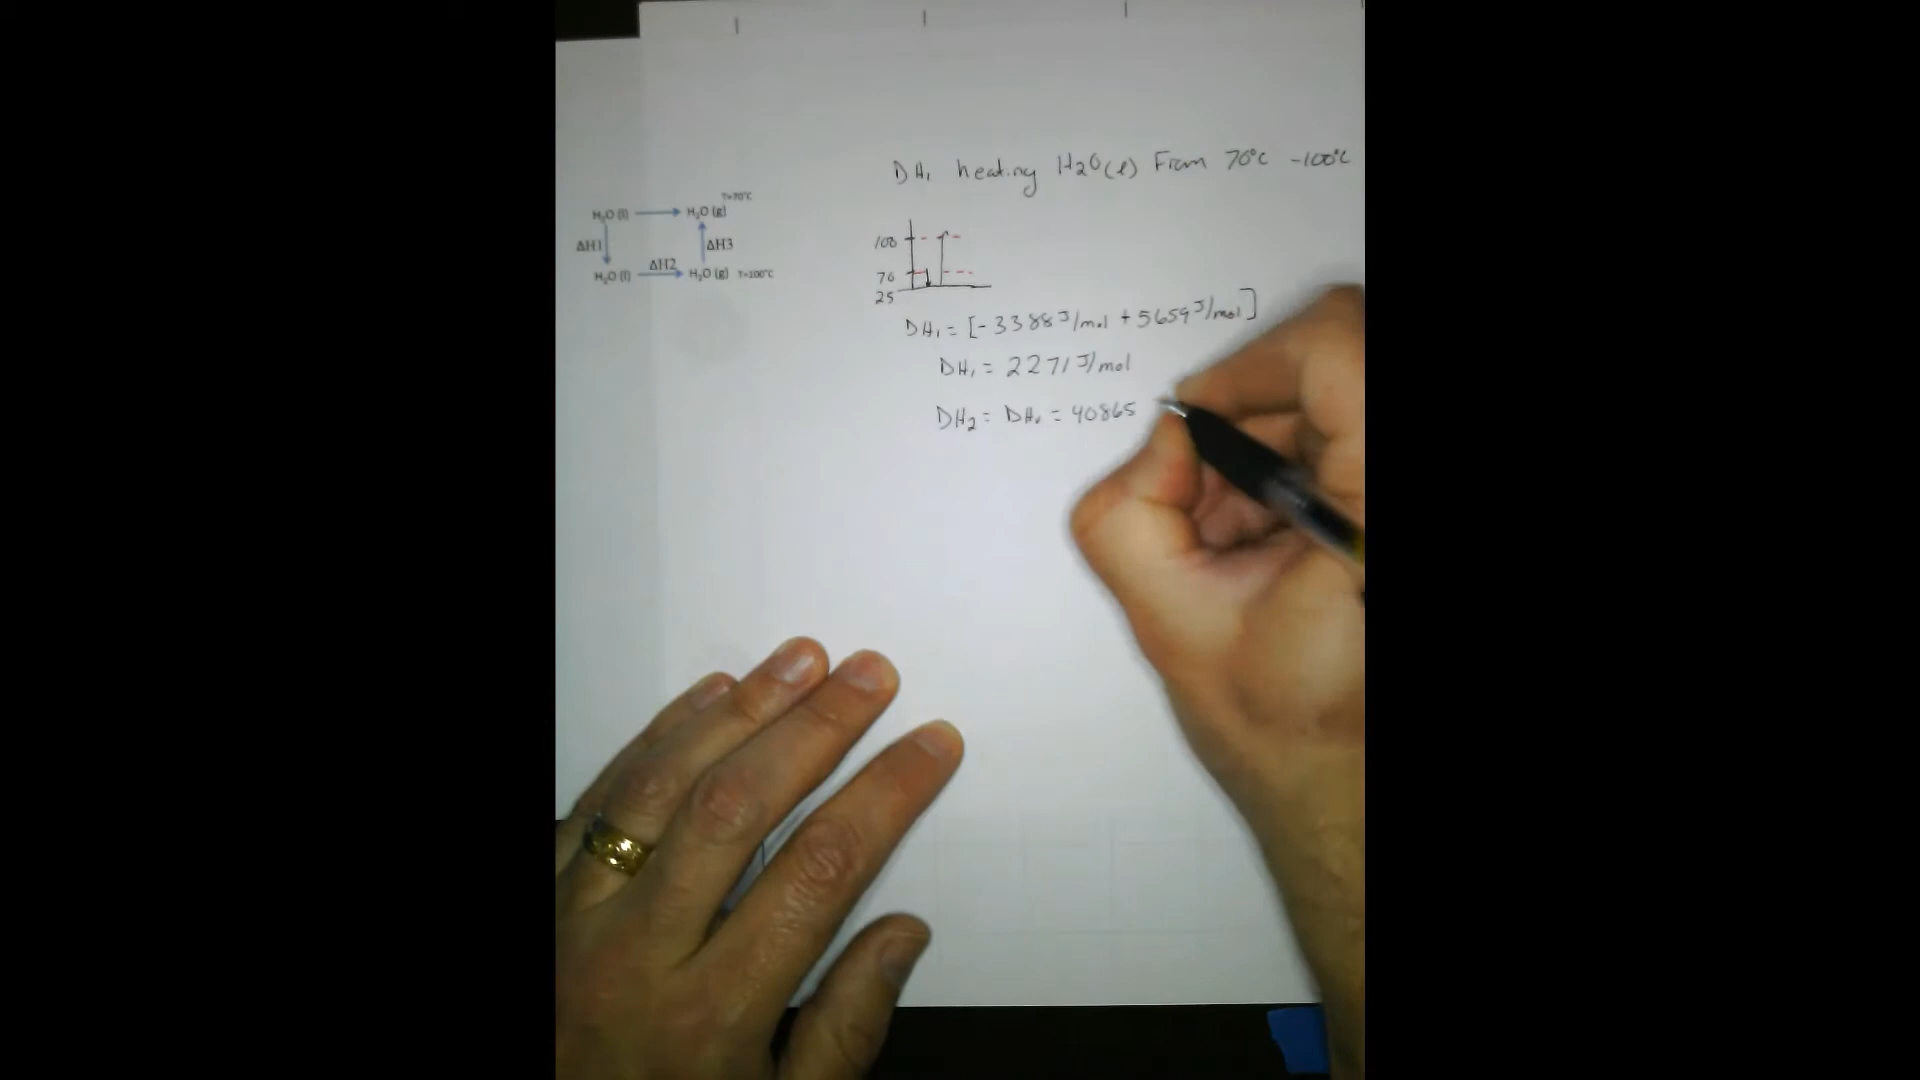 DH₁ heating H2O(l) From 70°C -100°C
T=70°C
H₂O (l) → H₂O (g)
ΔH1 ΔH3
ΔH2
H₂O (l) → H₂O (g) T=100°C
100
70
25
DH₁ = [-3388 J/mol + 5659 J/mol]
DH₁ = 2271 J/mol
DH₂ = DHᵥ = 40865